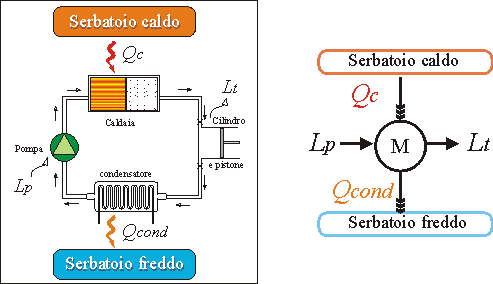 Serbatoio caldo
Qc
Lt
Caldaia
Cilindro
Pompa
e pistone
condensatore
Lp
Qcond
Serbatoio freddo
Serbatoio caldo
Qc
Lp
M
Lt
Qcond
Serbatoio freddo